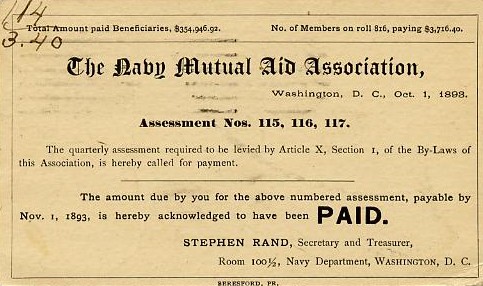 114
3.40
Total Amount paid Beneficiaries, $354,946.92. No. of Members on roll 816, paying $3,716.40.
The Navy Mutual Aid Association,
Washington, D. C., Oct. 1, 1893.
Assessment Nos. 115, 116, 117.
The quarterly assessment required to be levied by Article X, Section 1, of the By-Laws of
this Association, is hereby called for payment.
The amount due by you for the above numbered assessment, payable by
Nov. 1, 1893, is hereby acknowledged to have been PAID.
STEPHEN RAND, Secretary and Treasurer,
Room 100½, Navy Department, WASHINGTON, D. C.
BERESFORD, PR.